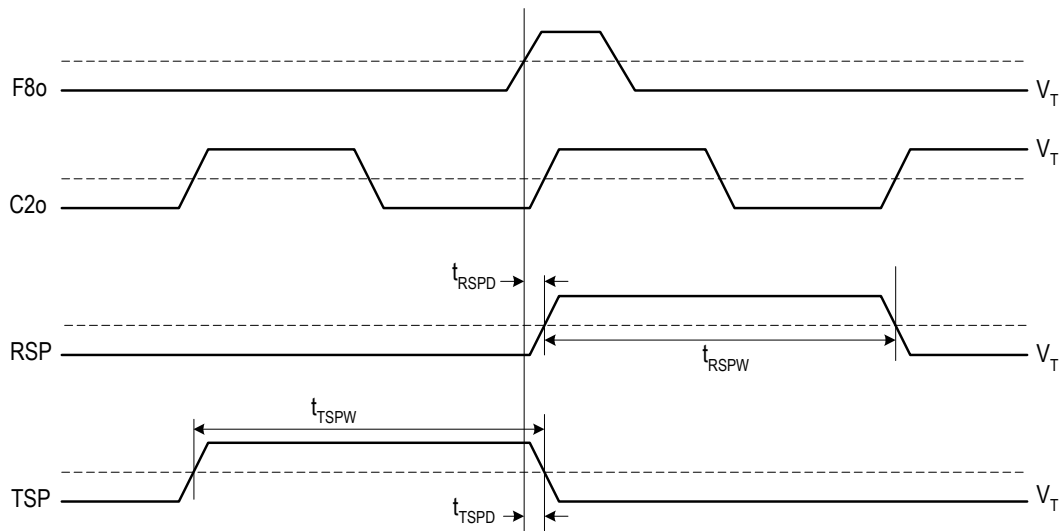 F8o
V_T
V_T
C2o
t_RSPD
RSP
t_RSPW
V_T
t_TSPW
TSP
t_TSPD
V_T